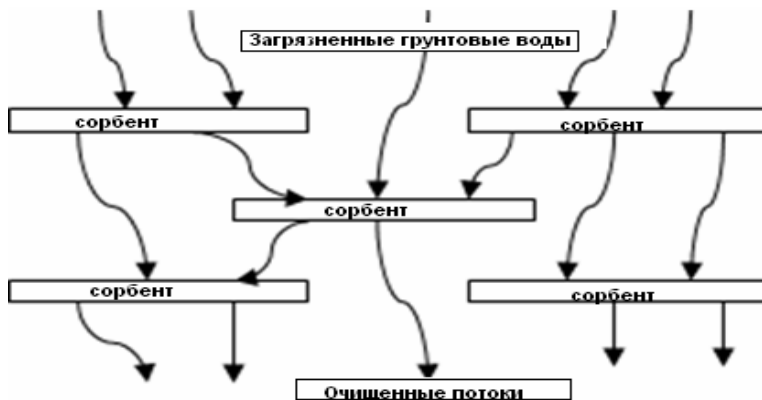 Загрязненные грунтовые воды
сорбент
сорбент
сорбент
сорбент
сорбент
Очищенные потоки